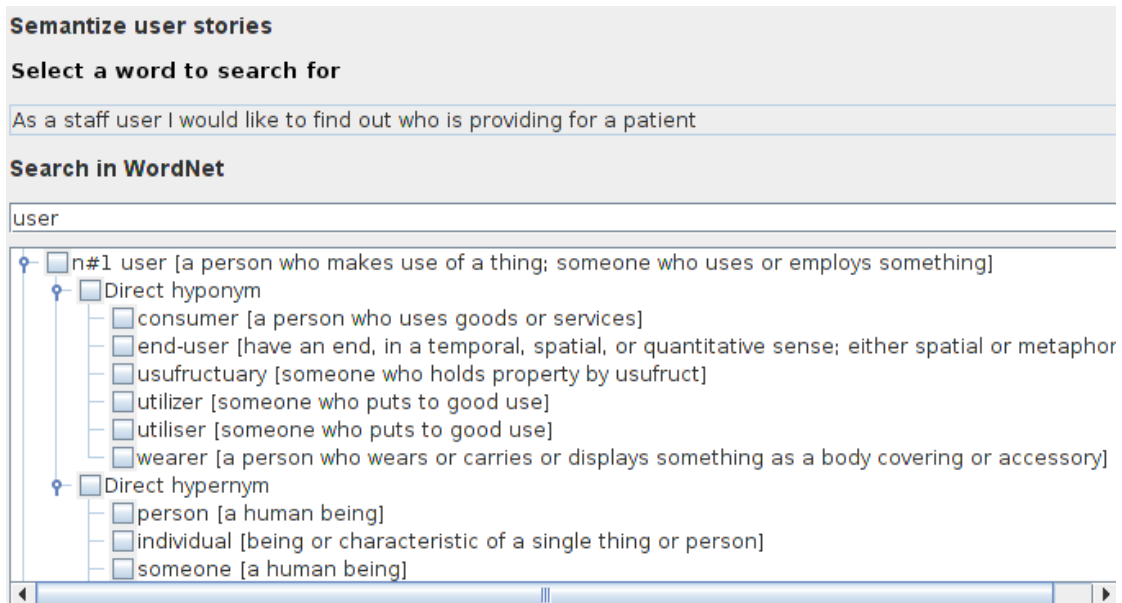 Semantize user stories
Select a word to search for
As a staff user I would like to find out who is providing for a patient
Search in WordNet
user
n#1 user [a person who makes use of a thing; someone who uses or employs something]
Direct hyponym
consumer [a person who uses goods or services]
end-user [have an end, in a temporal, spatial, or quantitative sense; either spatial or metaphor
usufructuary [someone who holds property by usufruct]
utilizer [someone who puts to good use]
utiliser [someone who puts to good use]
wearer [a person who wears or carries or displays something as a body covering or accessory]
Direct hypernym
person [a human being]
individual [being or characteristic of a single thing or person]
someone [a human being]